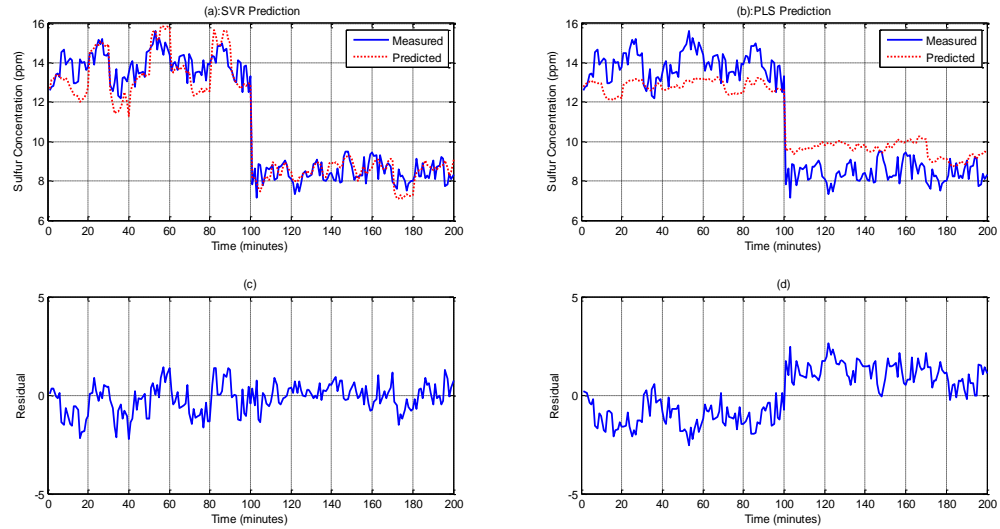 (a):SVR Prediction
16
14
12
10
8
6
Sulfur Concentration (ppm)
Measured
Predicted
0 20 40 60 80 100 120 140 160 180 200
Time (minutes)
(b):PLS Prediction
16
14
12
10
8
6
Sulfur Concentration (ppm)
Measured
Predicted
0 20 40 60 80 100 120 140 160 180 200
Time (minutes)
(c)
5
0
-5
Residual
0 20 40 60 80 100 120 140 160 180 200
Time (minutes)
(d)
5
0
-5
Residual
0 20 40 60 80 100 120 140 160 180 200
Time (minutes)